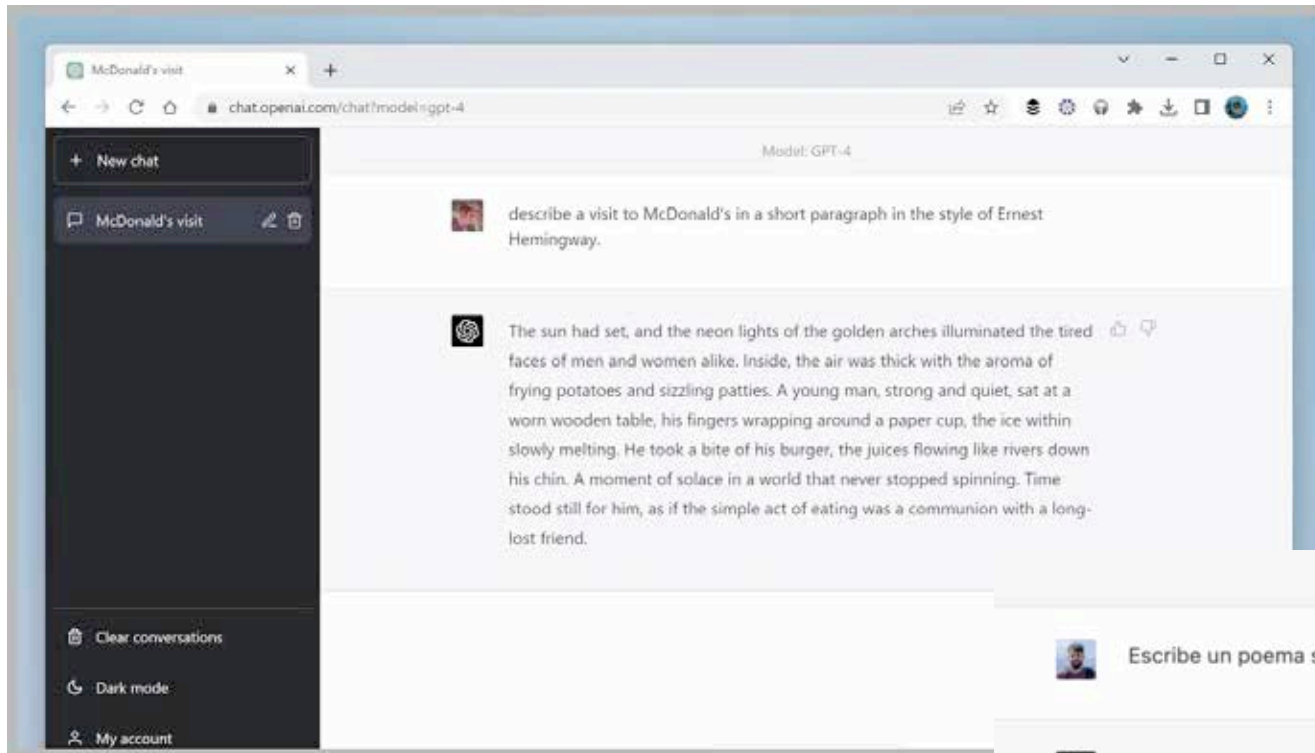 McDonald's visit
chat.openai.com/chat?model=gpt-4
New chat
McDonald's visit
Clear conversations
Dark mode
My account
Model: GPT-4
describe a visit to McDonald's in a short paragraph in the style of Ernest
Hemingway.
The sun had set, and the neon lights of the golden arches illuminated the tired
faces of men and women alike. Inside, the air was thick with the aroma of
frying potatoes and sizzling patties. A young man, strong and quiet, sat at a
worn wooden table, his fingers wrapping around a paper cup, the ice within
slowly melting. He took a bite of his burger, the juices flowing like rivers down
his chin. A moment of solace in a world that never stopped spinning. Time
stood still for him, as if the simple act of eating was a communion with a long-
lost friend.
Escribe un poema s